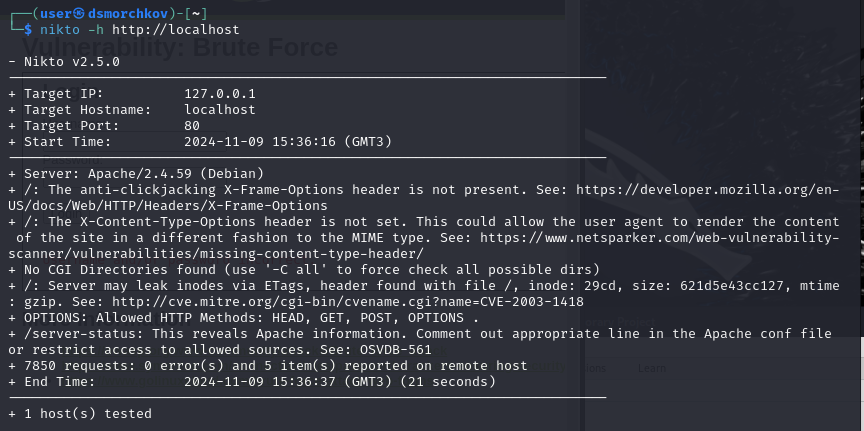 ┌──(user㉿dsmorchkov)-[~]
└─$ nikto -h http://localhost
Vulnerability: Brute Force
- Nikto v2.5.0
+ Target IP:          127.0.0.1
+ Target Hostname:    localhost
+ Target Port:        80
+ Start Time:         2024-11-09 15:36:16 (GMT3)
+ Server: Apache/2.4.59 (Debian)
+ /: The anti-clickjacking X-Frame-Options header is not present. See: https://developer.mozilla.org/en-
US/docs/Web/HTTP/Headers/X-Frame-Options
+ /: The X-Content-Type-Options header is not set. This could allow the user agent to render the content
 of the site in a different fashion to the MIME type. See: https://www.netsparker.com/web-vulnerability-
scanner/vulnerabilities/missing-content-type-header/
+ No CGI Directories found (use '-C all' to force check all possible dirs)
+ /: Server may leak inodes via ETags, header found with file /, inode: 29cd, size: 621d5e43cc127, mtime
: gzip. See: http://cve.mitre.org/cgi-bin/cvename.cgi?name=CVE-2003-1418
+ OPTIONS: Allowed HTTP Methods: HEAD, GET, POST, OPTIONS .
+ /server-status: This reveals Apache information. Comment out appropriate line in the Apache conf file
or restrict access to allowed sources. See: OSVDB-561
+ 7850 requests: 0 error(s) and 5 item(s) reported on remote host
Learn
+ End Time:           2024-11-09 15:36:37 (GMT3) (21 seconds)
+ 1 host(s) tested